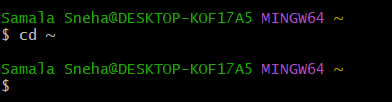 Samala Sneha@DESKTOP-KOF17A5 MINGW64 ~
$ cd ~
Samala Sneha@DESKTOP-KOF17A5 MINGW64 ~
$